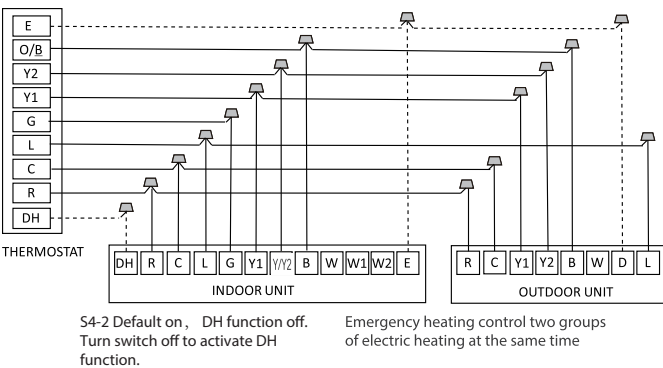 E
O/B
Y2
Y1
G
L
C
R
DH
THERMOSTAT
DH R C L G Y1 Y/Y2 B W W1 W2 E
INDOOR UNIT
R C Y1 Y2 B W D L
OUTDOOR UNIT
S4-2 Default on， DH function off.
Turn switch off to activate DH
function.
Emergency heating control two groups
of electric heating at the same time